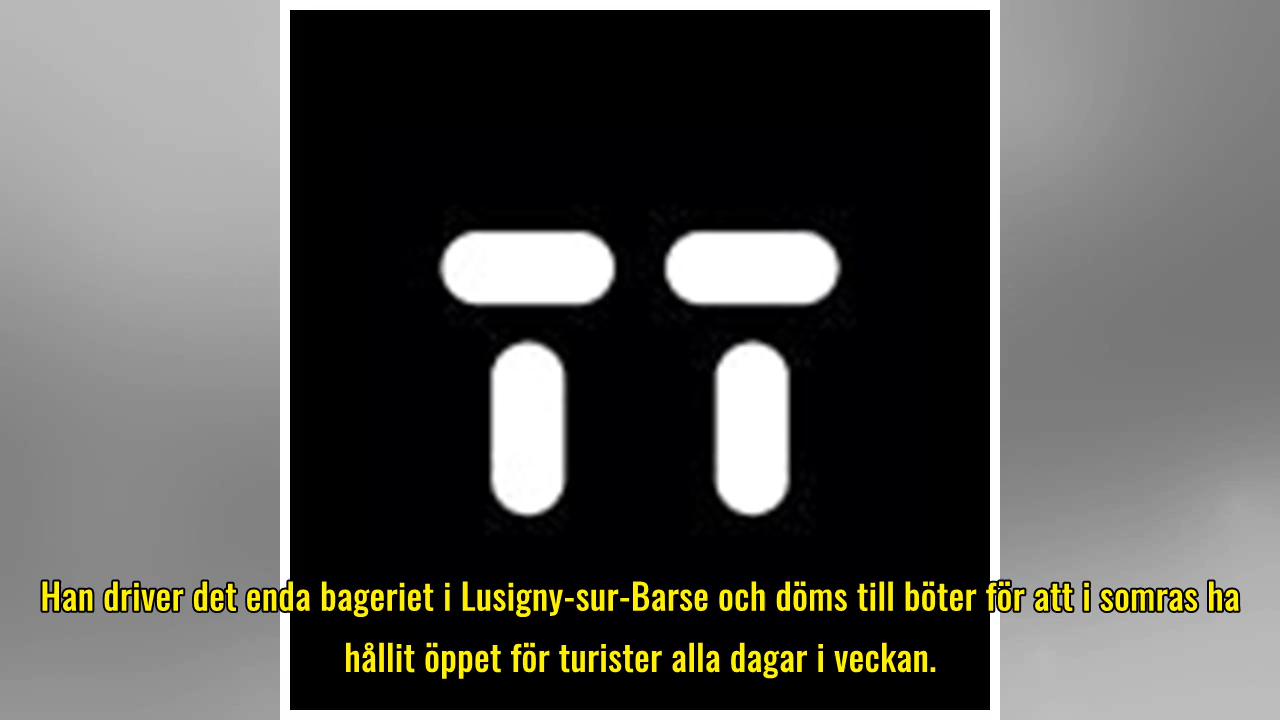 TT
Han driver det enda bageriet i Lusigny-sur-Barse och döms till böter för att i somras ha
hållit öppet för turister alla dagar i veckan.